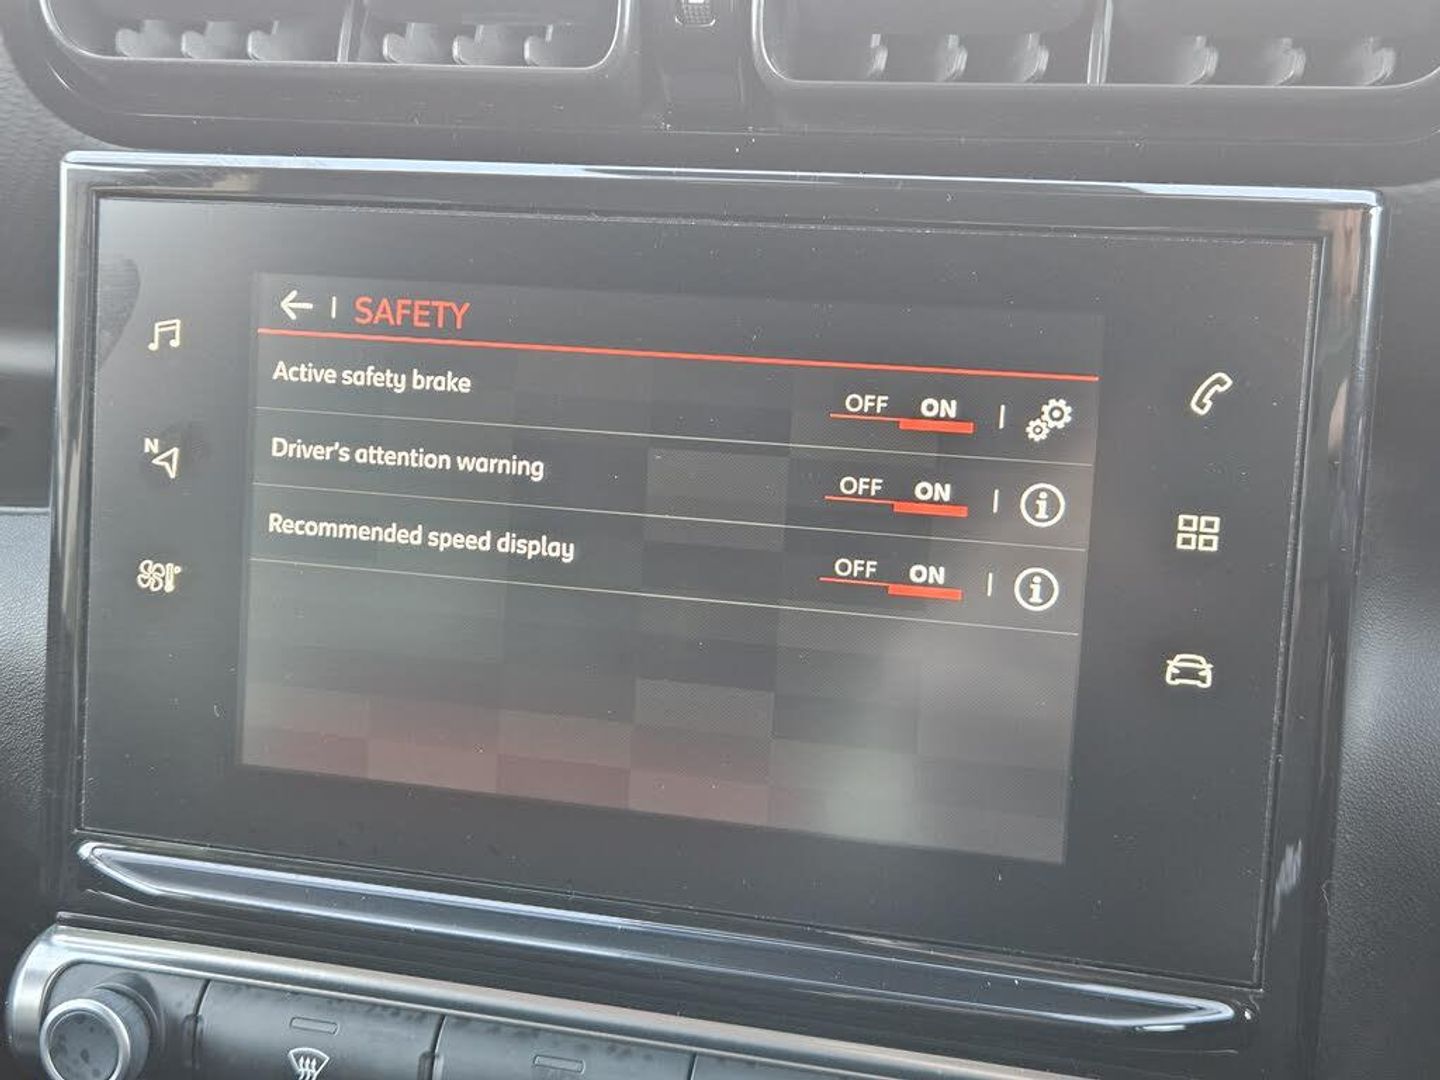 SAFETY
Active safety brake
OFF ON
Driver's attention warning
OFF ON
Recommended speed display
OFF ON
N